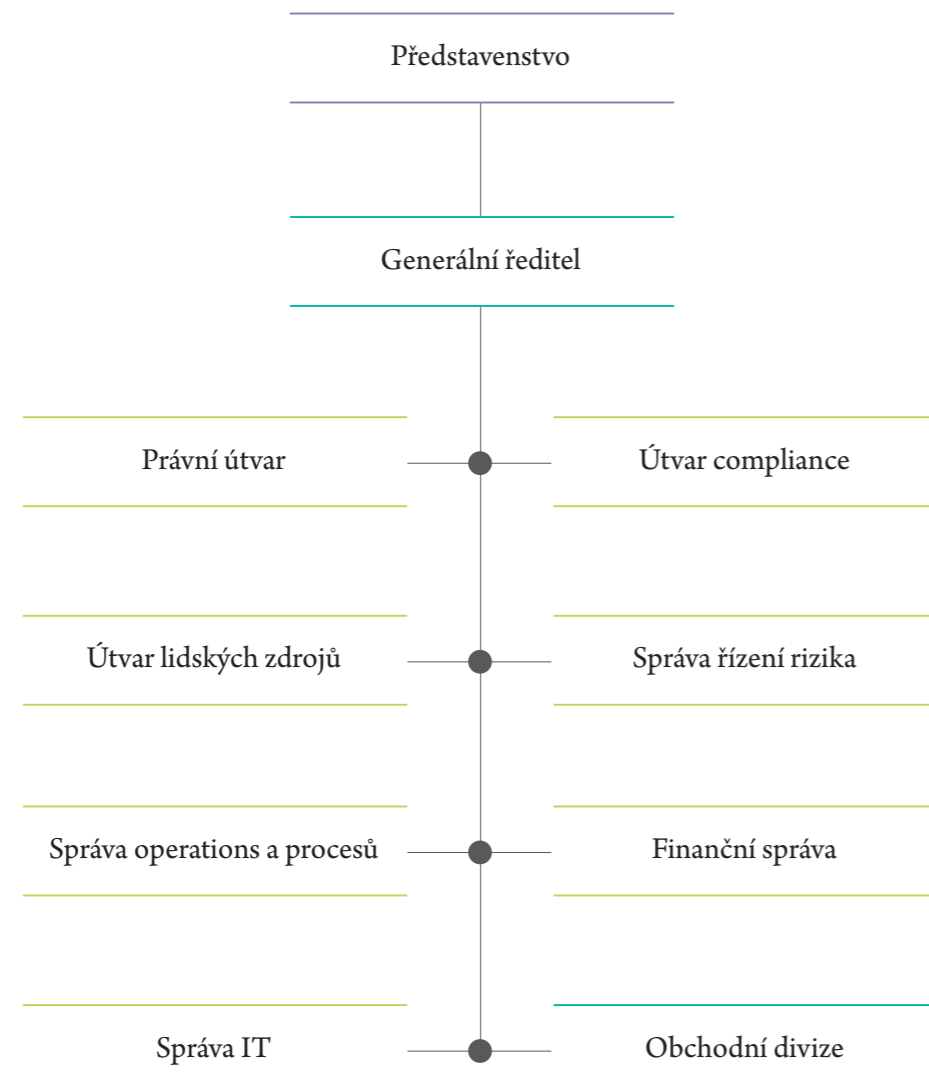 Představenstvo
Generální ředitel
Právní útvar
Útvar compliance
Útvar lidských zdrojů
Správa řízení rizika
Správa operations a procesů
Finanční správa
Správa IT
Obchodní divize